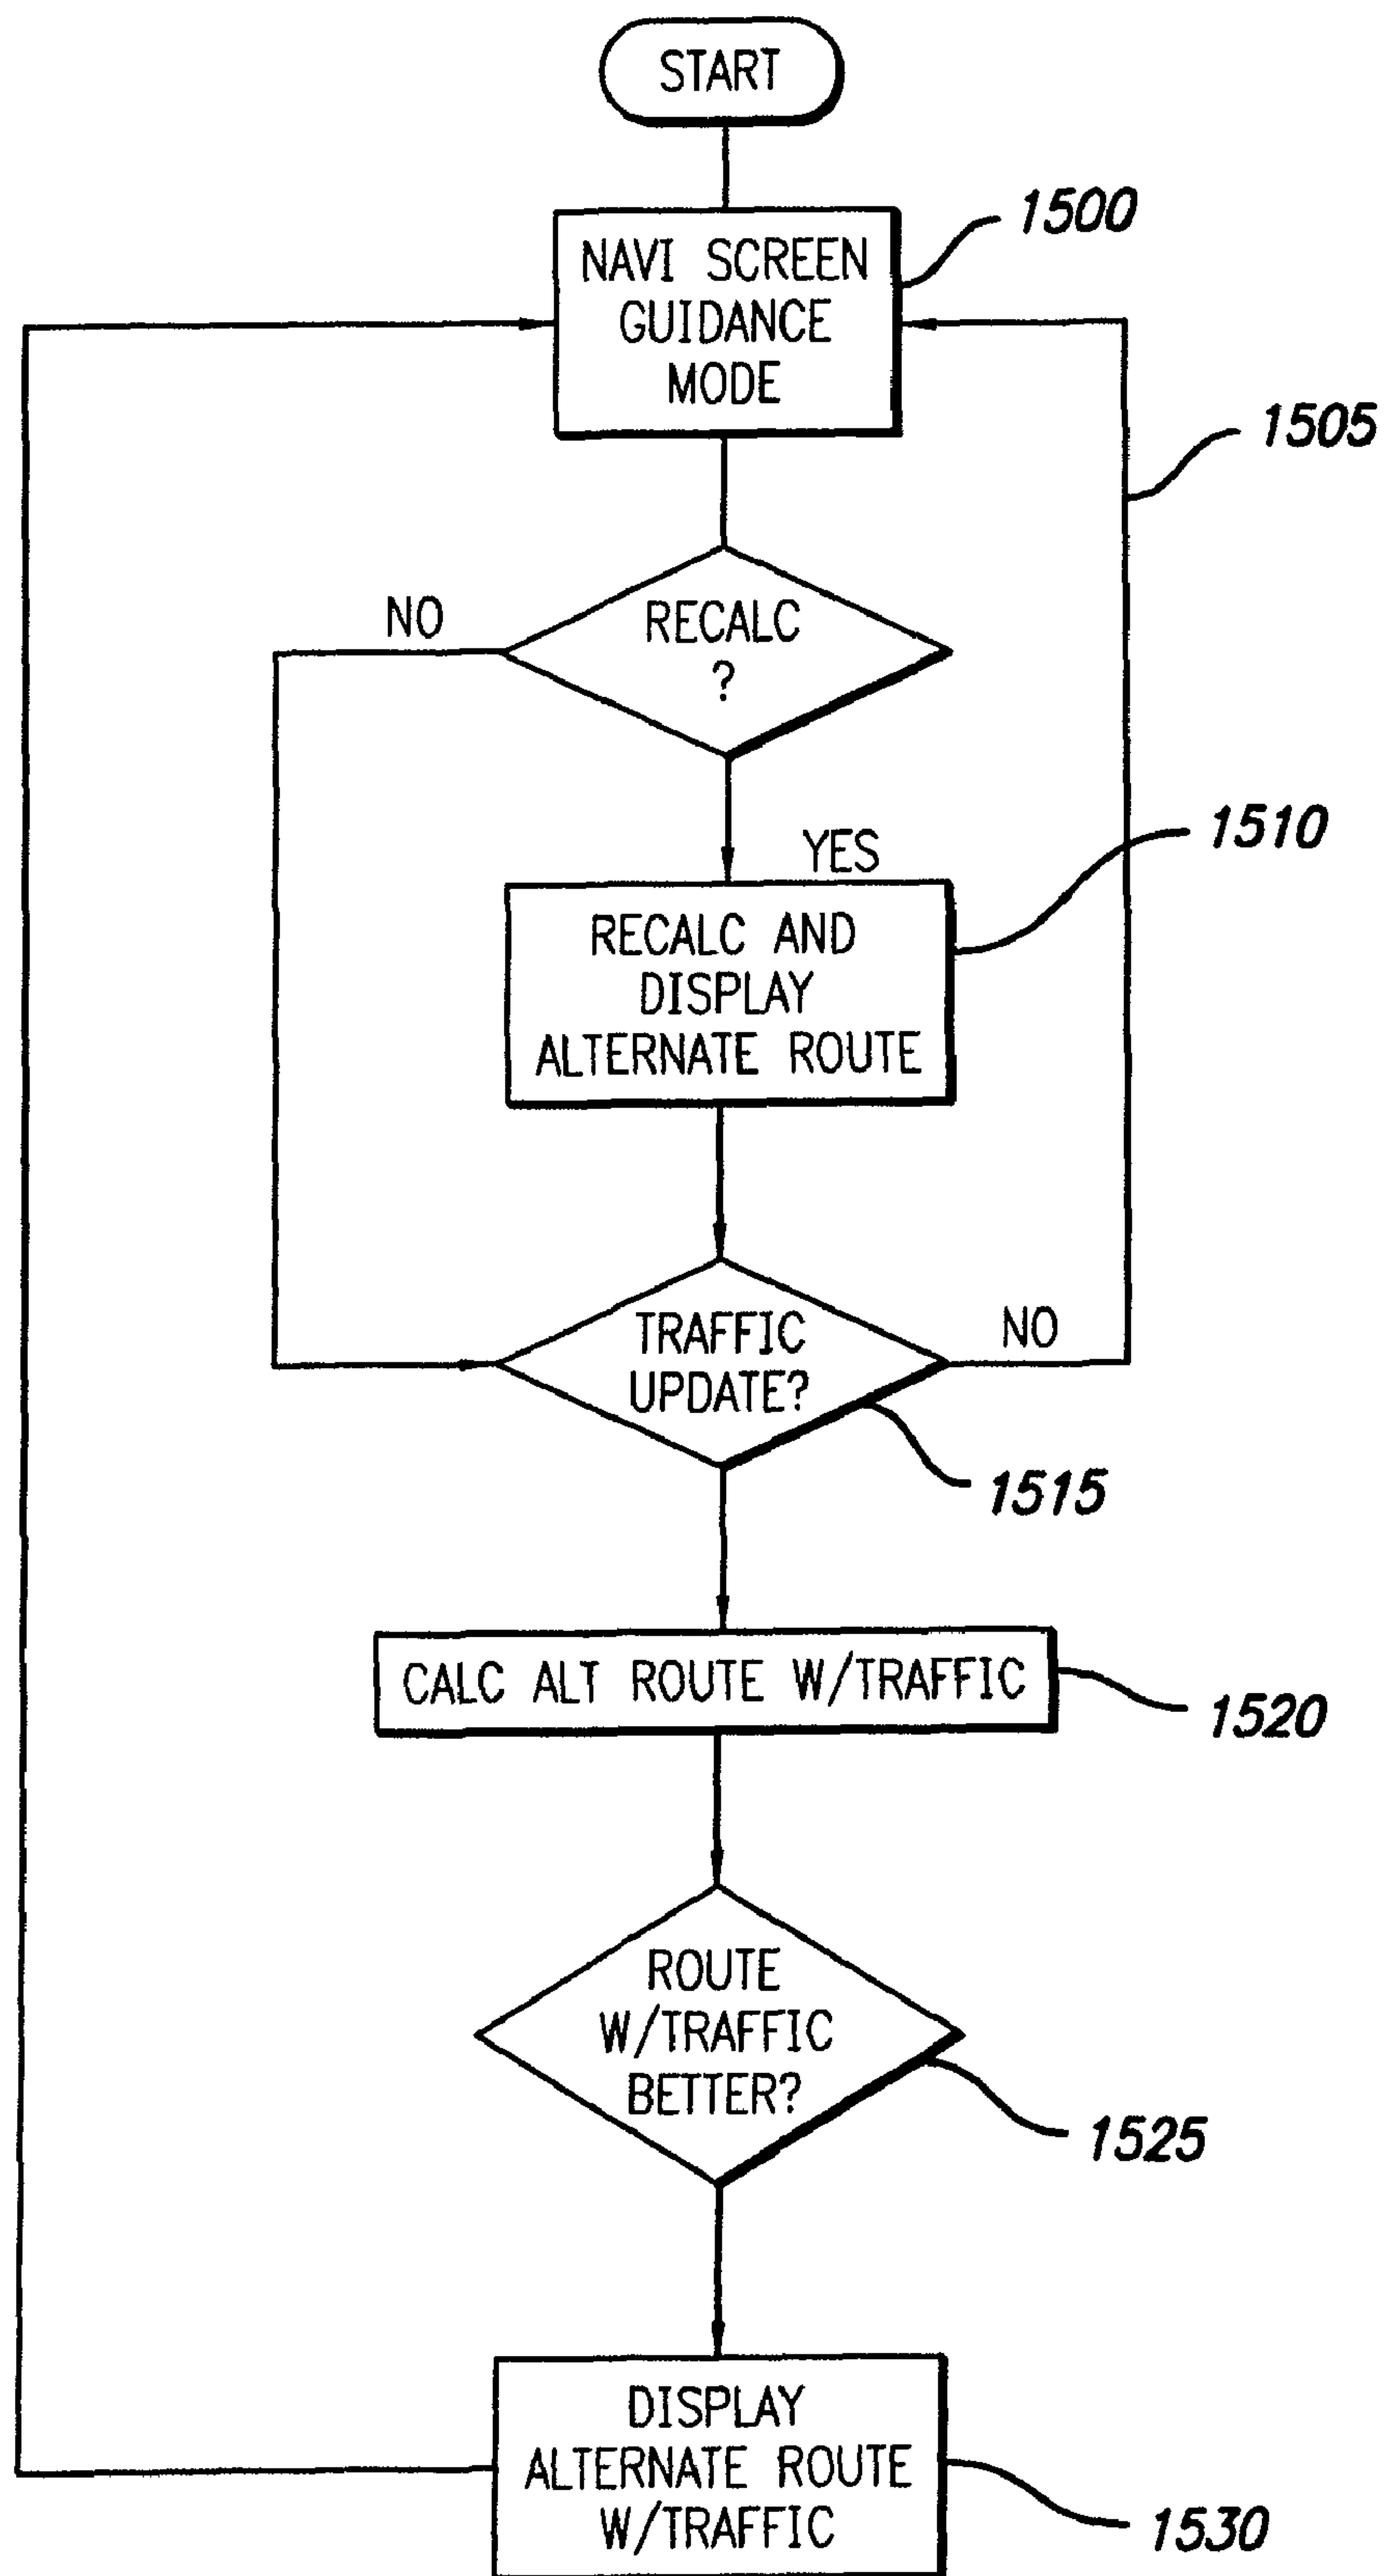 START
1500
NAVI SCREEN
GUIDANCE
MODE
1505
NO
RECALC
?
1510
YES
RECALC AND
DISPLAY
ALTERNATE ROUTE
TRAFFIC
UPDATE?
NO
1515
CALC ALT ROUTE W/TRAFFIC
1520
ROUTE
W/TRAFFIC
BETTER?
1525
DISPLAY
ALTERNATE ROUTE
W/TRAFFIC
1530